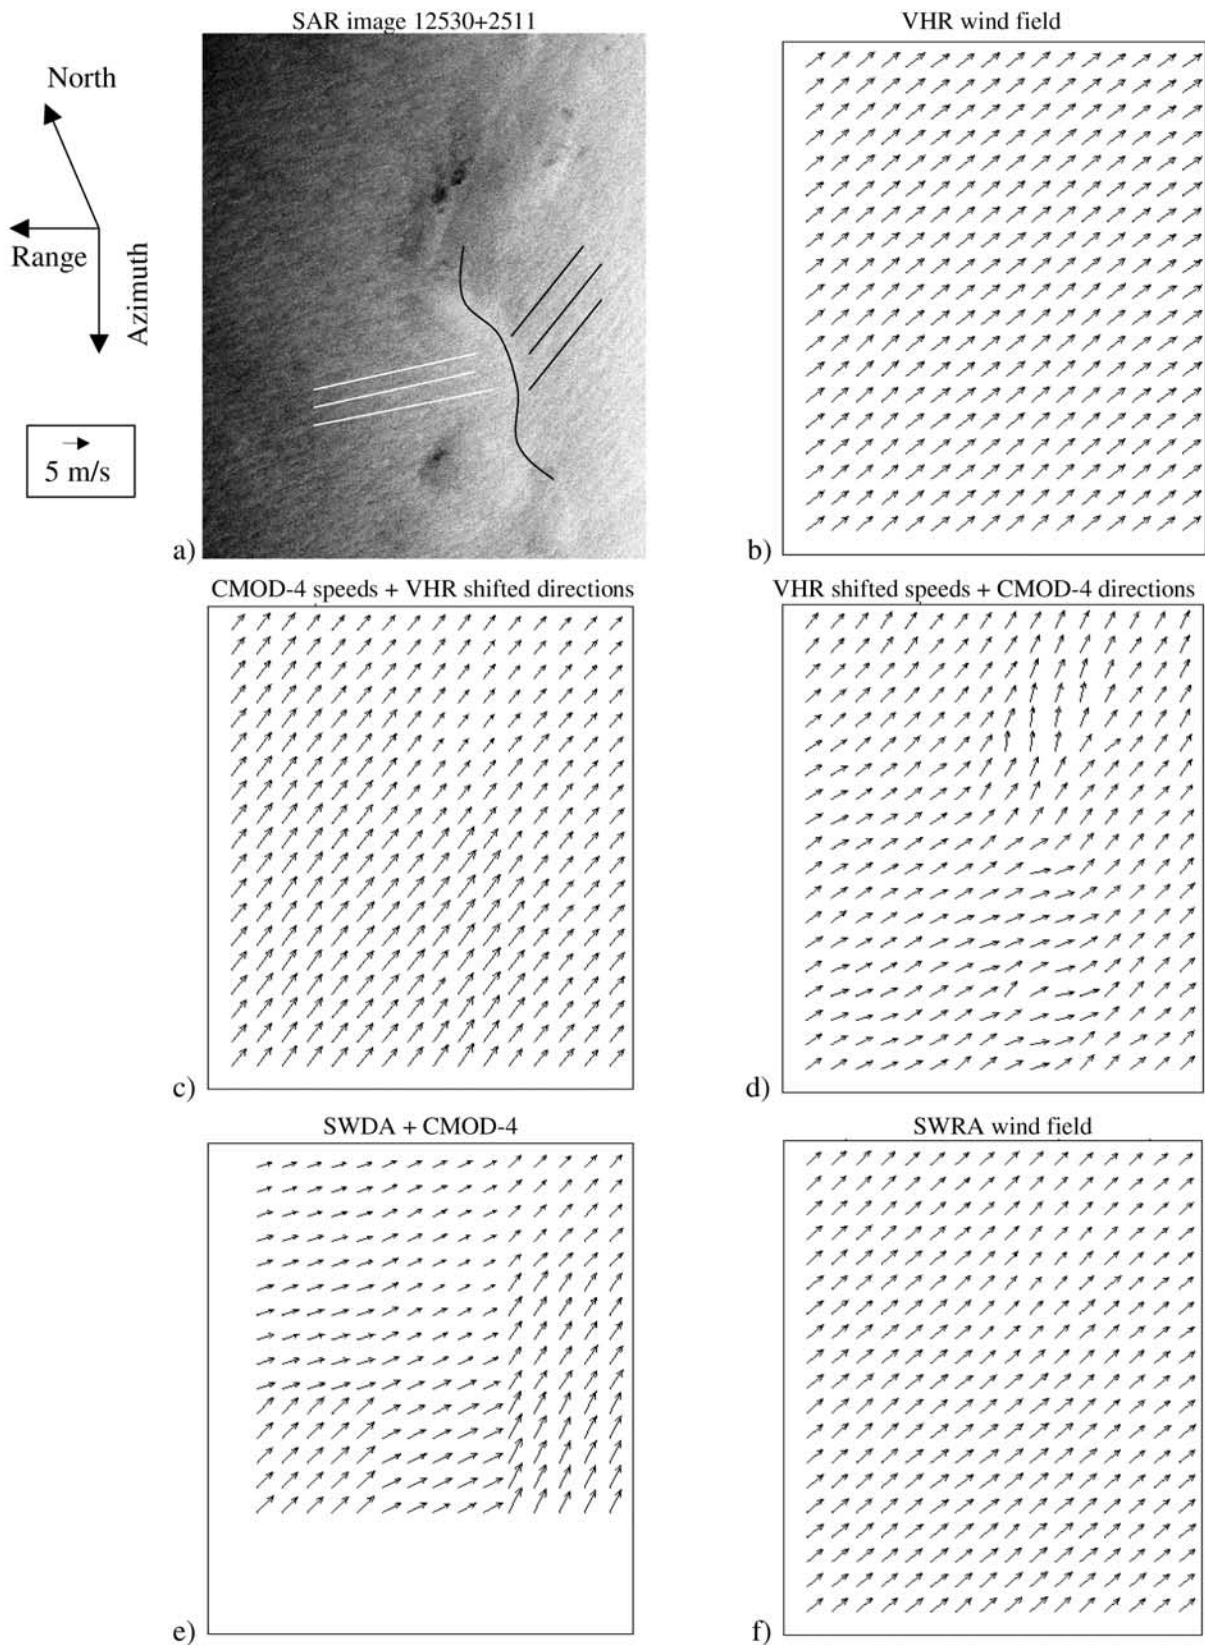 SAR image 12530+2511
VHR wind field
North
Range
Azimuth
5 m/s
a)
b)
CMOD-4 speeds + VHR shifted directions
VHR shifted speeds + CMOD-4 directions
c)
d)
SWDA + CMOD-4
SWRA wind field
e)
f)